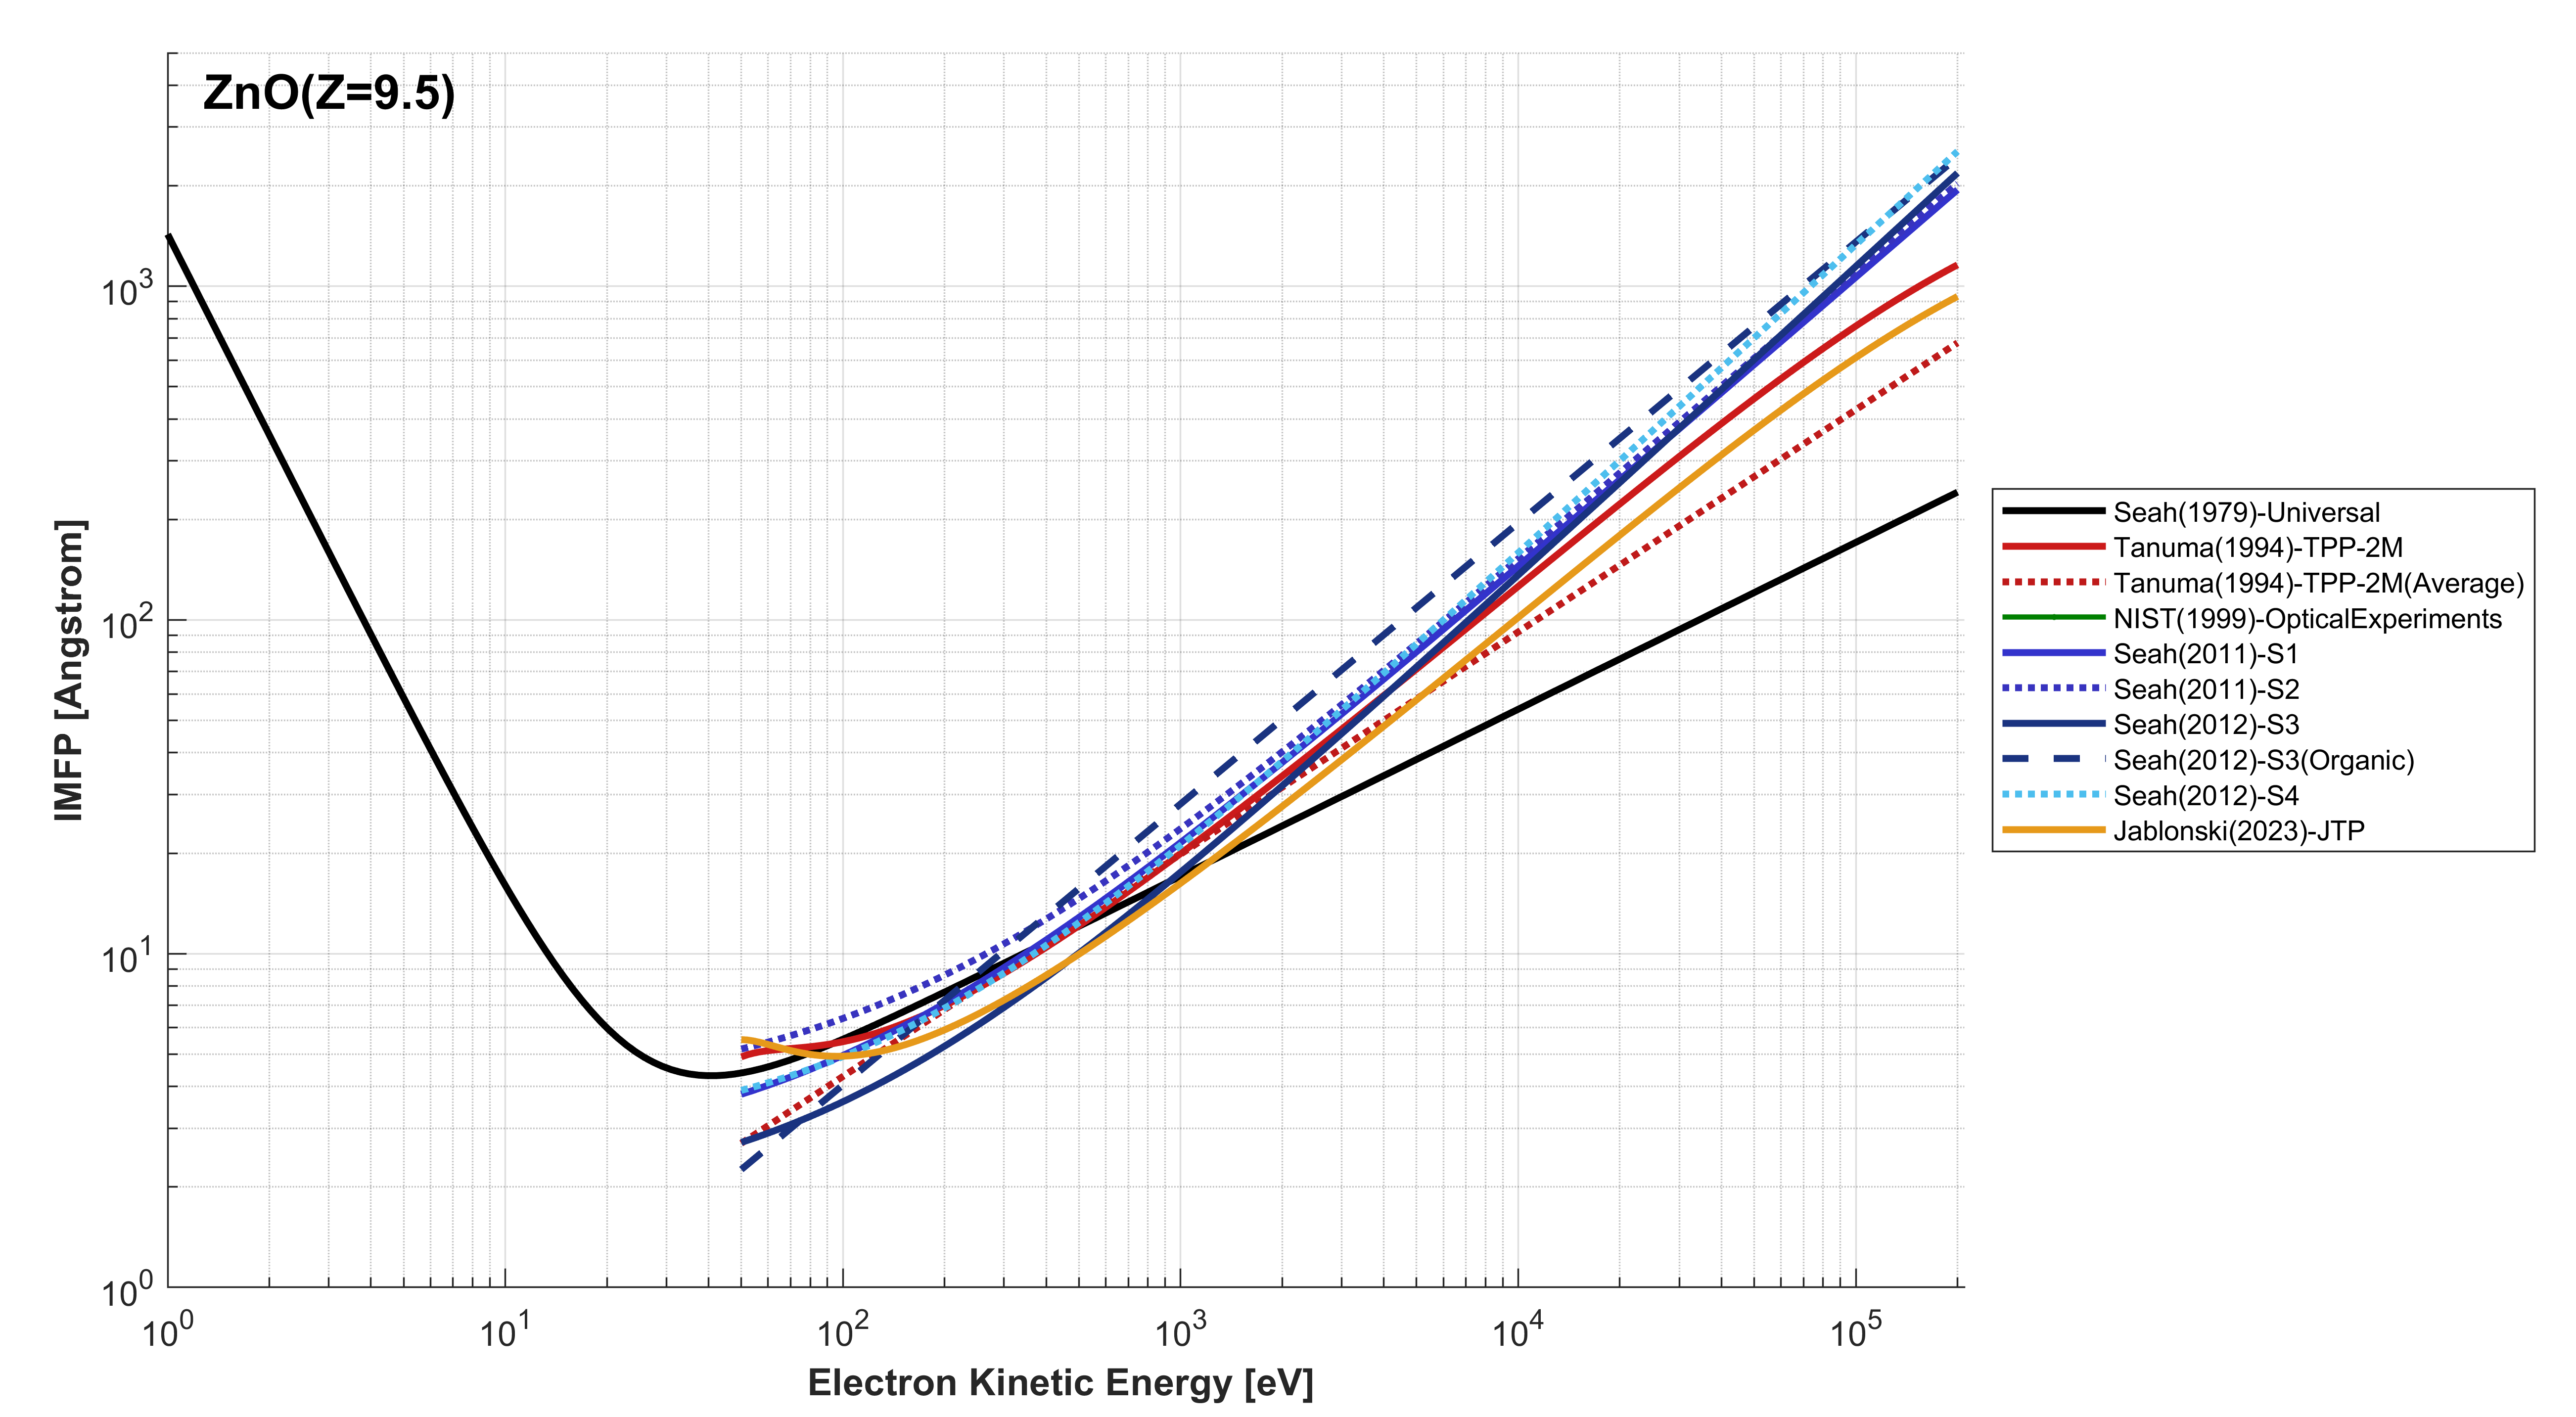 ZnO(Z=9.5)
IMFP [Angstrom]
10^3
10^2
10^1
10^0
10^0 10^1 10^2 10^3 10^4 10^5
Electron Kinetic Energy [eV]
Seah(1979)-Universal
Tanuma(1994)-TPP-2M
Tanuma(1994)-TPP-2M(Average)
NIST(1999)-OpticalExperiments
Seah(2011)-S1
Seah(2011)-S2
Seah(2012)-S3
Seah(2012)-S3(Organic)
Seah(2012)-S4
Jablonski(2023)-JTP